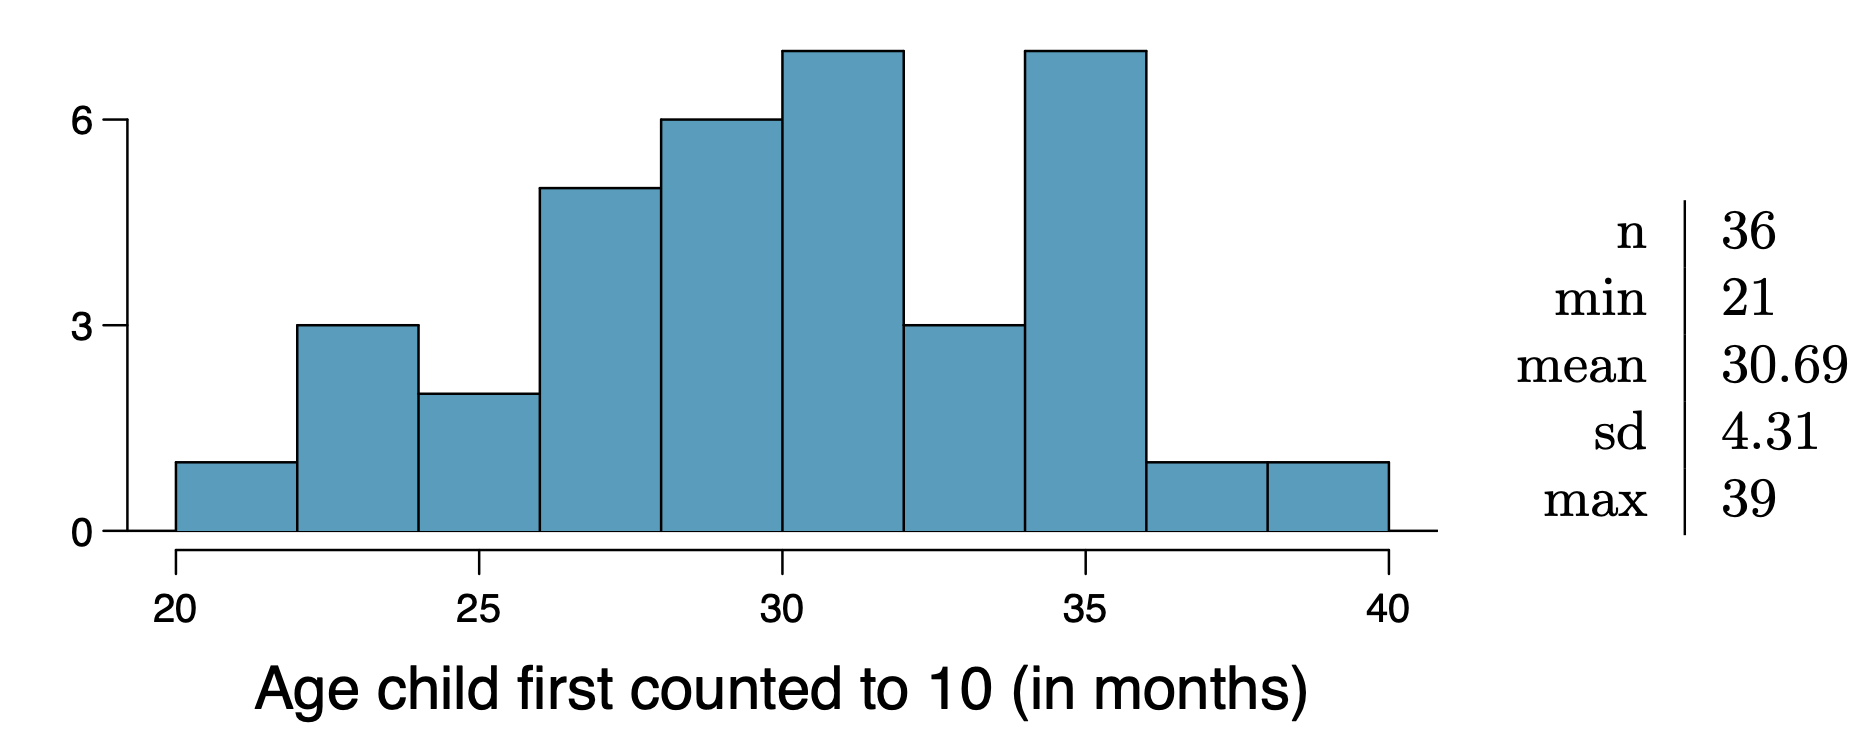 6
3
0
20 25 30 35 40
Age child first counted to 10 (in months)
n 36
min 21
mean 30.69
sd 4.31
max 39